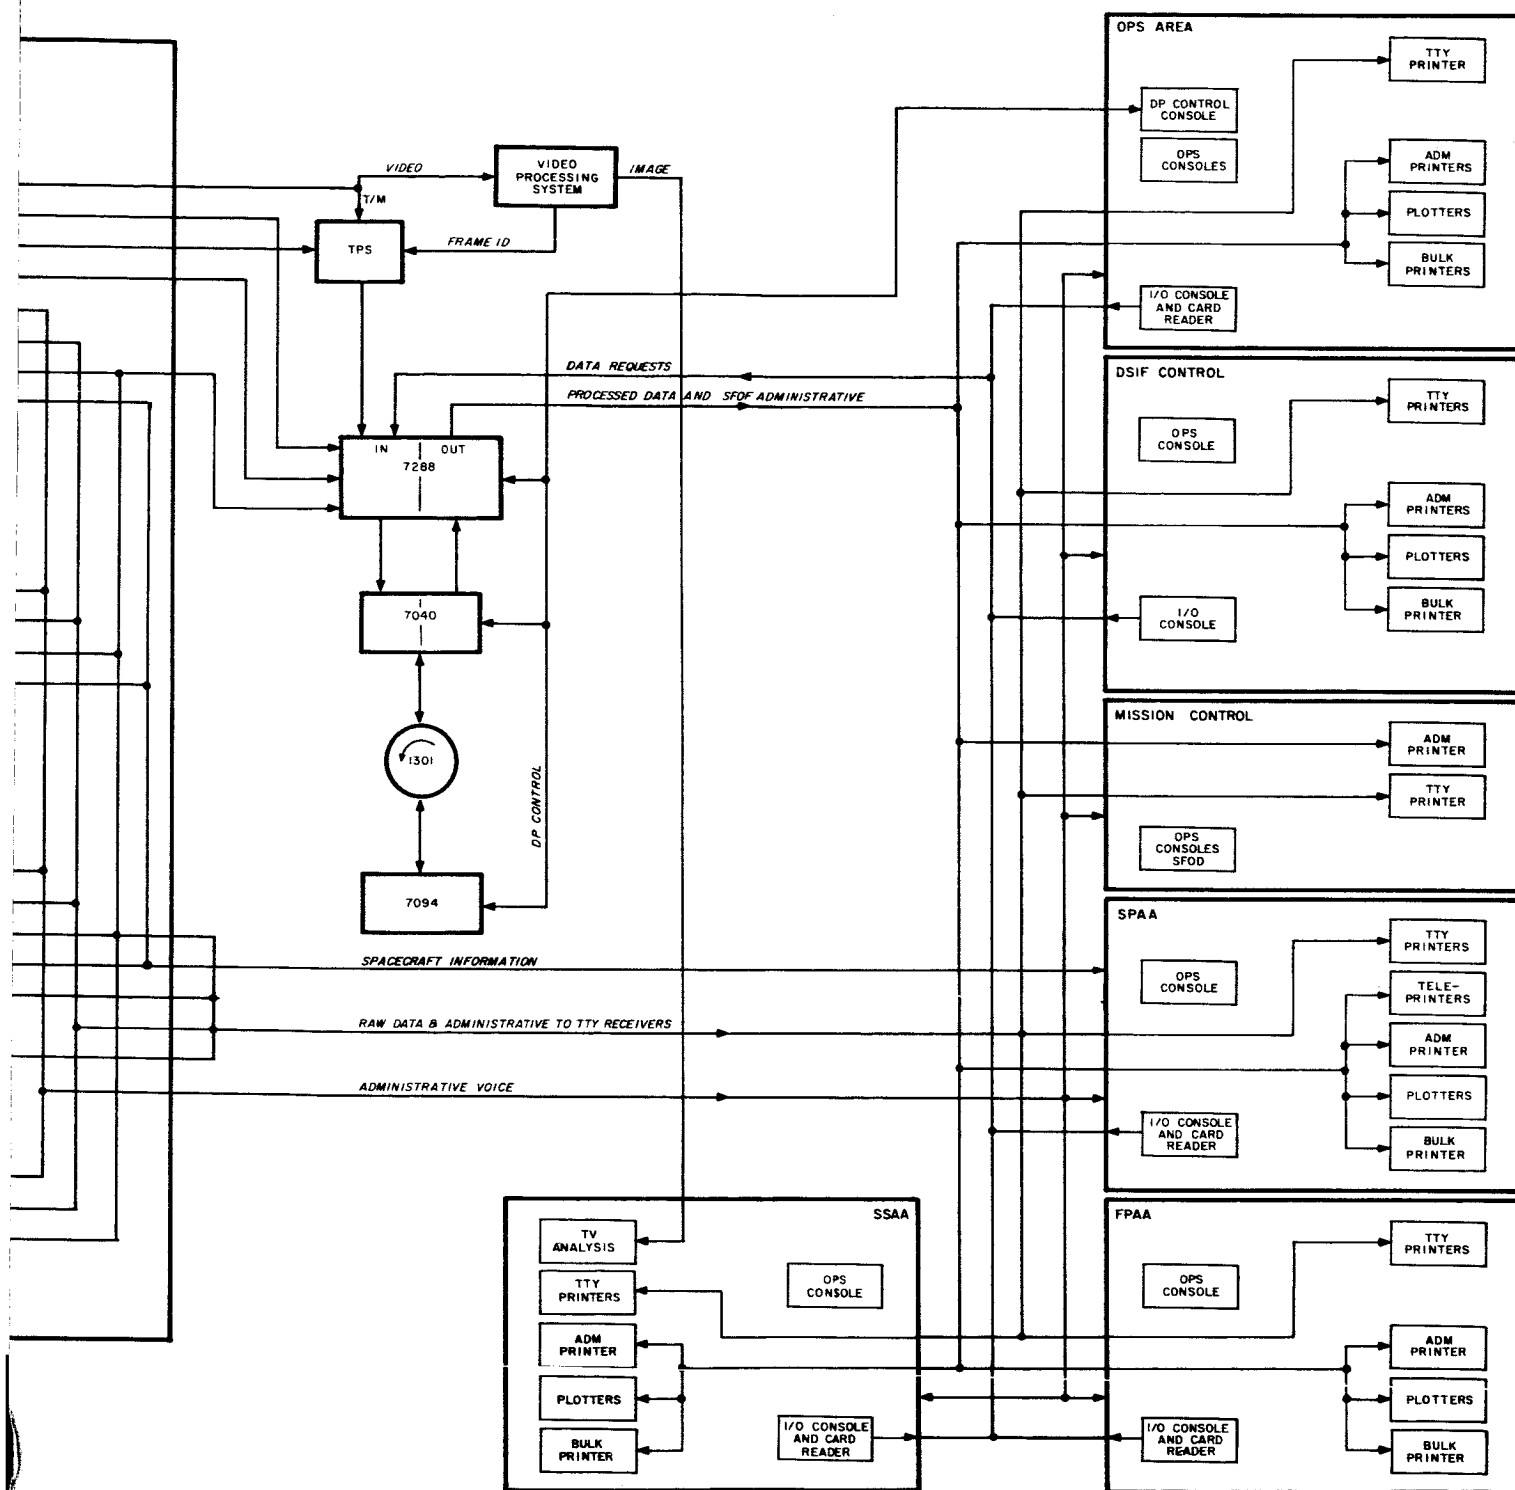 OPS AREA
TTY
PRINTER
DP CONTROL
CONSOLE
OPS
CONSOLES
ADM
PRINTERS
PLOTTERS
BULK
PRINTERS
I/O CONSOLE
AND CARD
READER
VIDEO
VIDEO
PROCESSING
SYSTEM
IMAGE
T/M
TPS
FRAME ID
DATA REQUESTS
PROCESSED DATA AND SFOF ADMINISTRATIVE
IN
OUT
7288
7040
1301
7094
DP CONTROL
DSIF CONTROL
TTY
PRINTERS
OPS
CONSOLE
ADM
PRINTERS
PLOTTERS
I/O
CONSOLE
BULK
PRINTER
MISSION CONTROL
ADM
PRINTER
TTY
PRINTER
OPS
CONSOLES
SFOD
SPAA
TTY
PRINTERS
OPS
CONSOLE
TELE-
PRINTERS
ADM
PRINTER
PLOTTERS
I/O CONSOLE
AND CARD
READER
BULK
PRINTER
SPACECRAFT INFORMATION
RAW DATA & ADMINISTRATIVE TO TTY RECEIVERS
ADMINISTRATIVE VOICE
SSAA
TV
ANALYSIS
TTY
PRINTERS
OPS
CONSOLE
ADM
PRINTER
PLOTTERS
BULK
PRINTER
I/O CONSOLE
AND CARD
READER
FPAA
TTY
PRINTERS
OPS
CONSOLE
ADM
PRINTER
PLOTTERS
I/O CONSOLE
AND CARD
READER
BULK
PRINTER